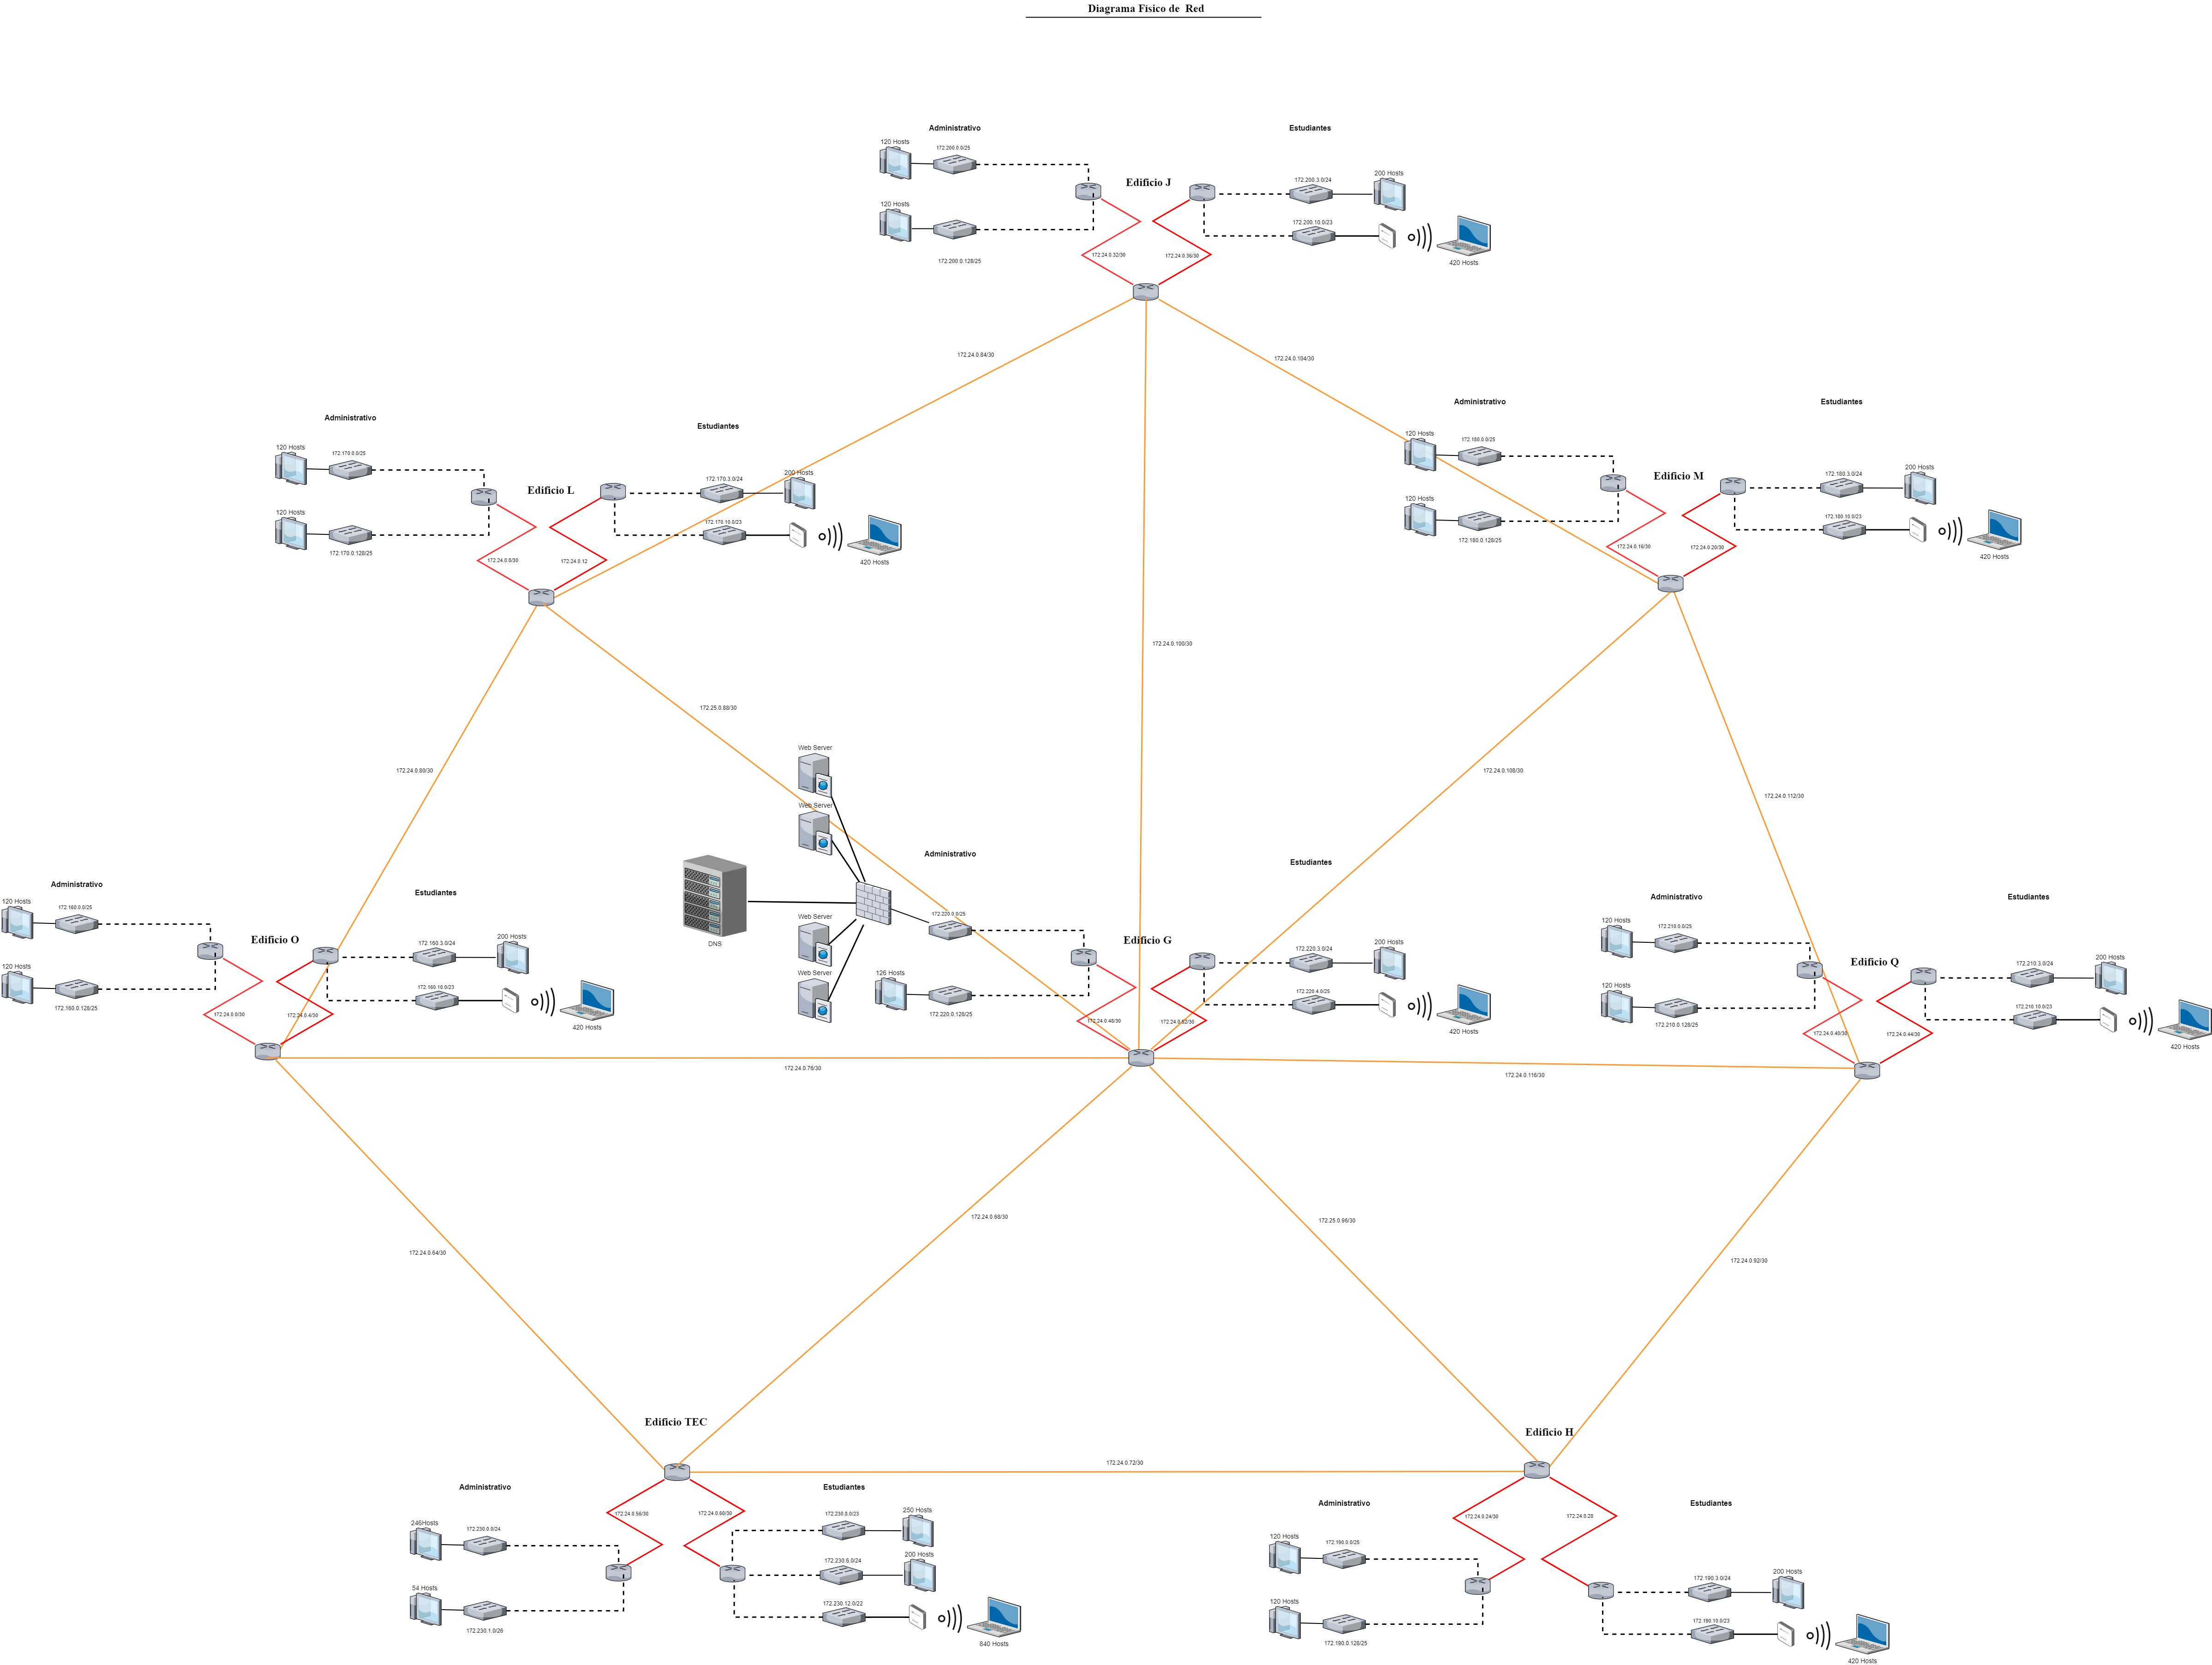 Diagrama Físico de Red
Administrativo
Estudiantes
120 Hosts
172.200.0.0/25
Edificio J
172.200.3.0/24
200 Hosts
120 Hosts
172.200.10.0/23
172.200.0.128/25
172.24.0.32/30
172.24.0.36/30
420 Hosts
172.24.0.84/30
172.24.0.104/30
Administrativo
Estudiantes
120 Hosts
172.170.0.0/25
Edificio L
172.170.3.0/24
200 Hosts
120 Hosts
172.170.10.0/23
172.170.0.128/25
172.24.0.12
420 Hosts
Administrativo
Estudiantes
120 Hosts
172.180.0.0/25
Edificio M
172.180.3.0/24
200 Hosts
120 Hosts
172.180.10.0/23
172.180.0.128/25
172.24.0.16/30
172.24.0.20/30
420 Hosts
172.24.0.100/30
172.25.0.88/30
172.24.0.80/30
172.24.0.108/30
172.24.0.112/30
Web Server
Web Server
DNS
Web Server
Web Server
Administrativo
Estudiantes
172.220.0.0/25
Edificio G
172.220.3.0/24
200 Hosts
126 Hosts
172.220.4.0/25
172.220.0.128/25
172.24.0.48/30
172.24.0.52/30
420 Hosts
Administrativo
Estudiantes
120 Hosts
172.160.0.0/25
Edificio O
172.160.3.0/24
200 Hosts
120 Hosts
172.160.10.0/23
172.160.0.128/25
172.24.0.0/30
172.24.0.4/30
420 Hosts
Administrativo
Estudiantes
120 Hosts
172.210.0.0/25
Edificio Q
172.210.3.0/24
200 Hosts
120 Hosts
172.210.10.0/23
172.210.0.128/25
172.24.0.40/30
172.24.0.44/30
420 Hosts
172.24.0.76/30
172.24.0.116/30
172.24.0.64/30
172.24.0.68/30
172.25.0.96/30
172.24.0.92/30
Edificio TEC
172.24.0.72/30
Administrativo
Estudiantes
172.24.0.56/30
172.24.0.60/30
246Hosts
172.230.0.0/24
172.230.8.0/23
250 Hosts
172.230.6.0/24
200 Hosts
54 Hosts
172.230.12.0/22
172.230.1.0/26
840 Hosts
Edificio H
Administrativo
Estudiantes
172.24.0.24/30
172.24.0.28
120 Hosts
172.190.0.0/25
172.190.3.0/24
200 Hosts
120 Hosts
172.190.10.0/23
172.190.0.128/25
420 Hosts